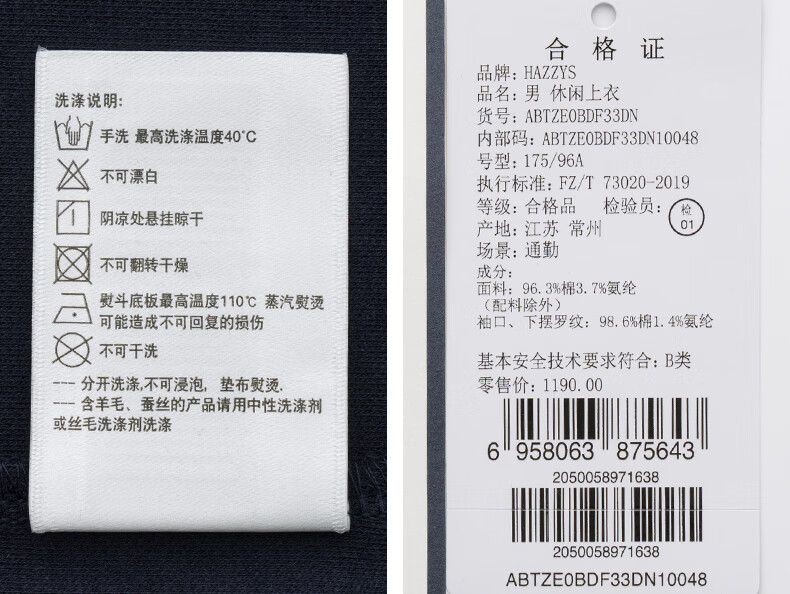 洗涤说明:
手洗 最高洗涤温度40℃
不可漂白
阴凉处悬挂晾干
不可翻转干燥
熨斗底板最高温度110℃ 蒸汽熨烫
可能造成不可回复的损伤
不可干洗
--- 分开洗涤,不可浸泡, 垫布熨烫.
--- 含羊毛、蚕丝的产品请用中性洗涤剂
或丝毛洗涤剂洗涤
合格证
品牌: HAZZYS
品名: 男 休闲上衣
货号: ABTZE0BDF33DN
内部码: ABTZE0BDF33DN10048
号型: 175/96A
执行标准: FZ/T 73020-2019
等级: 合格品 检验员: 检 01
产地: 江苏 常州
场景: 通勤
成分:
面料: 96.3%棉3.7%氨纶
(配料除外)
袖口、下摆罗纹: 98.6%棉1.4%氨纶
基本安全技术要求符合: B类
零售价: 1190.00
6 958063 875643
2050058971638
2050058971638
ABTZE0BDF33DN10048